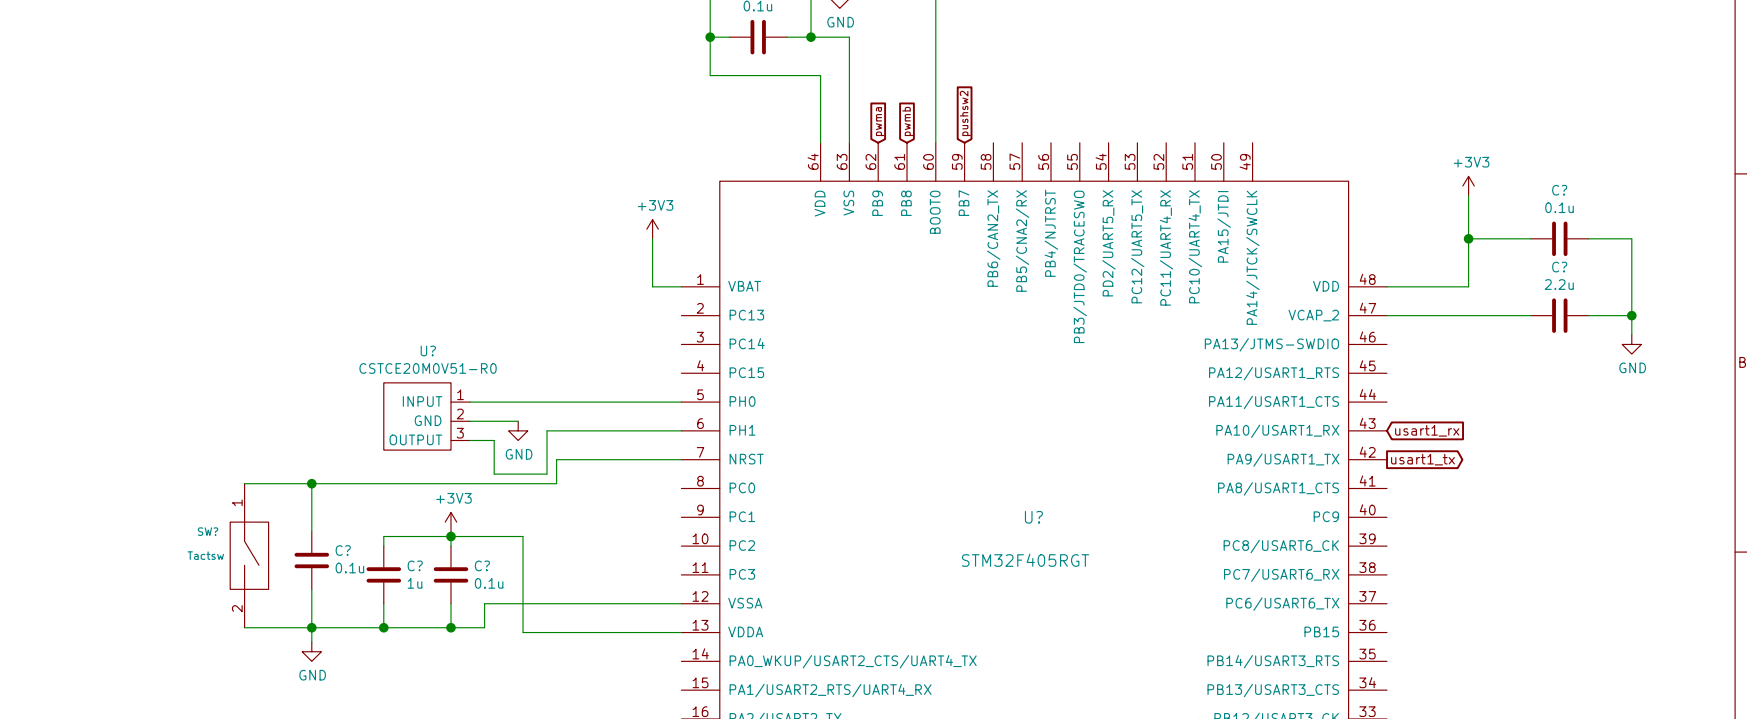 0.1u
GND
pwma
pwmb
pushsw2
64
63
62
61
60
59
58
57
56
55
54
53
52
51
50
49
VDD
VSS
PB9
PB8
BOOT0
PB7
PB6/CAN2_TX
PB5/CNA2/RX
PB4/NJTRST
PB3/JTDO/TRACESWO
PD2/UART5_RX
PC12/UART5_TX
PC11/UART4_RX
PC10/UART4_TX
PA15/JTDI
PA14/JTCK/SWCLK
+3V3
1 VBAT
2 PC13
3 PC14
4 PC15
5 PH0
6 PH1
7 NRST
8 PC0
9 PC1
10 PC2
11 PC3
12 VSSA
13 VDDA
14 PA0_WKUP/USART2_CTS/UART4_TX
15 PA1/USART2_RTS/UART4_RX
16 PA2/USART2_TX
U?
CSTCE20M0V51-R0
INPUT 1
GND 2
OUTPUT 3
GND
+3V3
1
SW?
Tactsw
2
C?
0.1u
C?
1u
C?
0.1u
GND
U?
STM32F405RGT
VDD 48
VCAP_2 47
PA13/JTMS-SWDIO 46
PA12/USART1_RTS 45
PA11/USART1_CTS 44
PA10/USART1_RX 43
PA9/USART1_TX 42
PA8/USART1_CTS 41
PC9 40
PC8/USART6_CK 39
PC7/USART6_RX 38
PC6/USART6_TX 37
PB15 36
PB14/USART3_RTS 35
PB13/USART3_CTS 34
PB12/USART3_CK 33
usart1_rx
usart1_tx
+3V3
C?
0.1u
C?
2.2u
GND
B